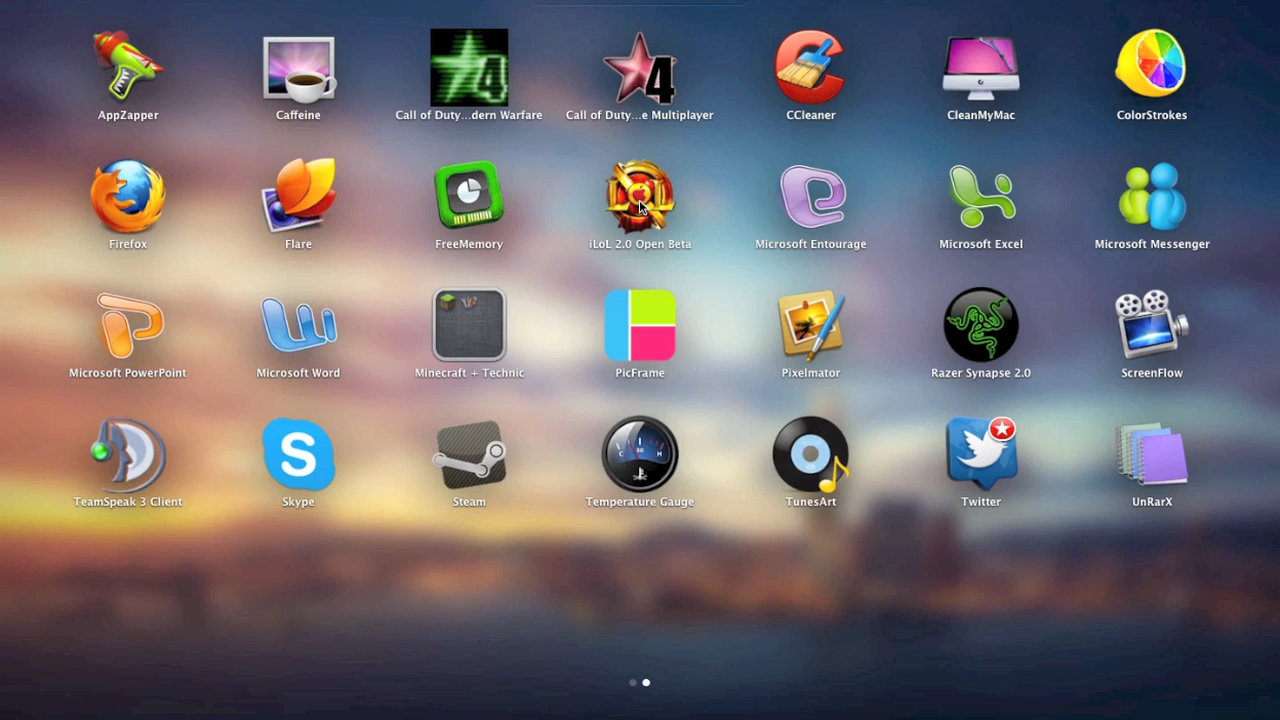 AppZapper
Caffeine
Call of Duty...dern Warfare
Call of Duty...e Multiplayer
CCleaner
CleanMyMac
ColorStrokes
Firefox
Flare
FreeMemory
iLoL 2.0 Open Beta
Microsoft Entourage
Microsoft Excel
Microsoft Messenger
Microsoft PowerPoint
Microsoft Word
Minecraft + Technic
PicFrame
Pixelmator
Razer Synapse 2.0
ScreenFlow
TeamSpeak 3 Client
Skype
Steam
Temperature Gauge
TunesArt
Twitter
UnRarX